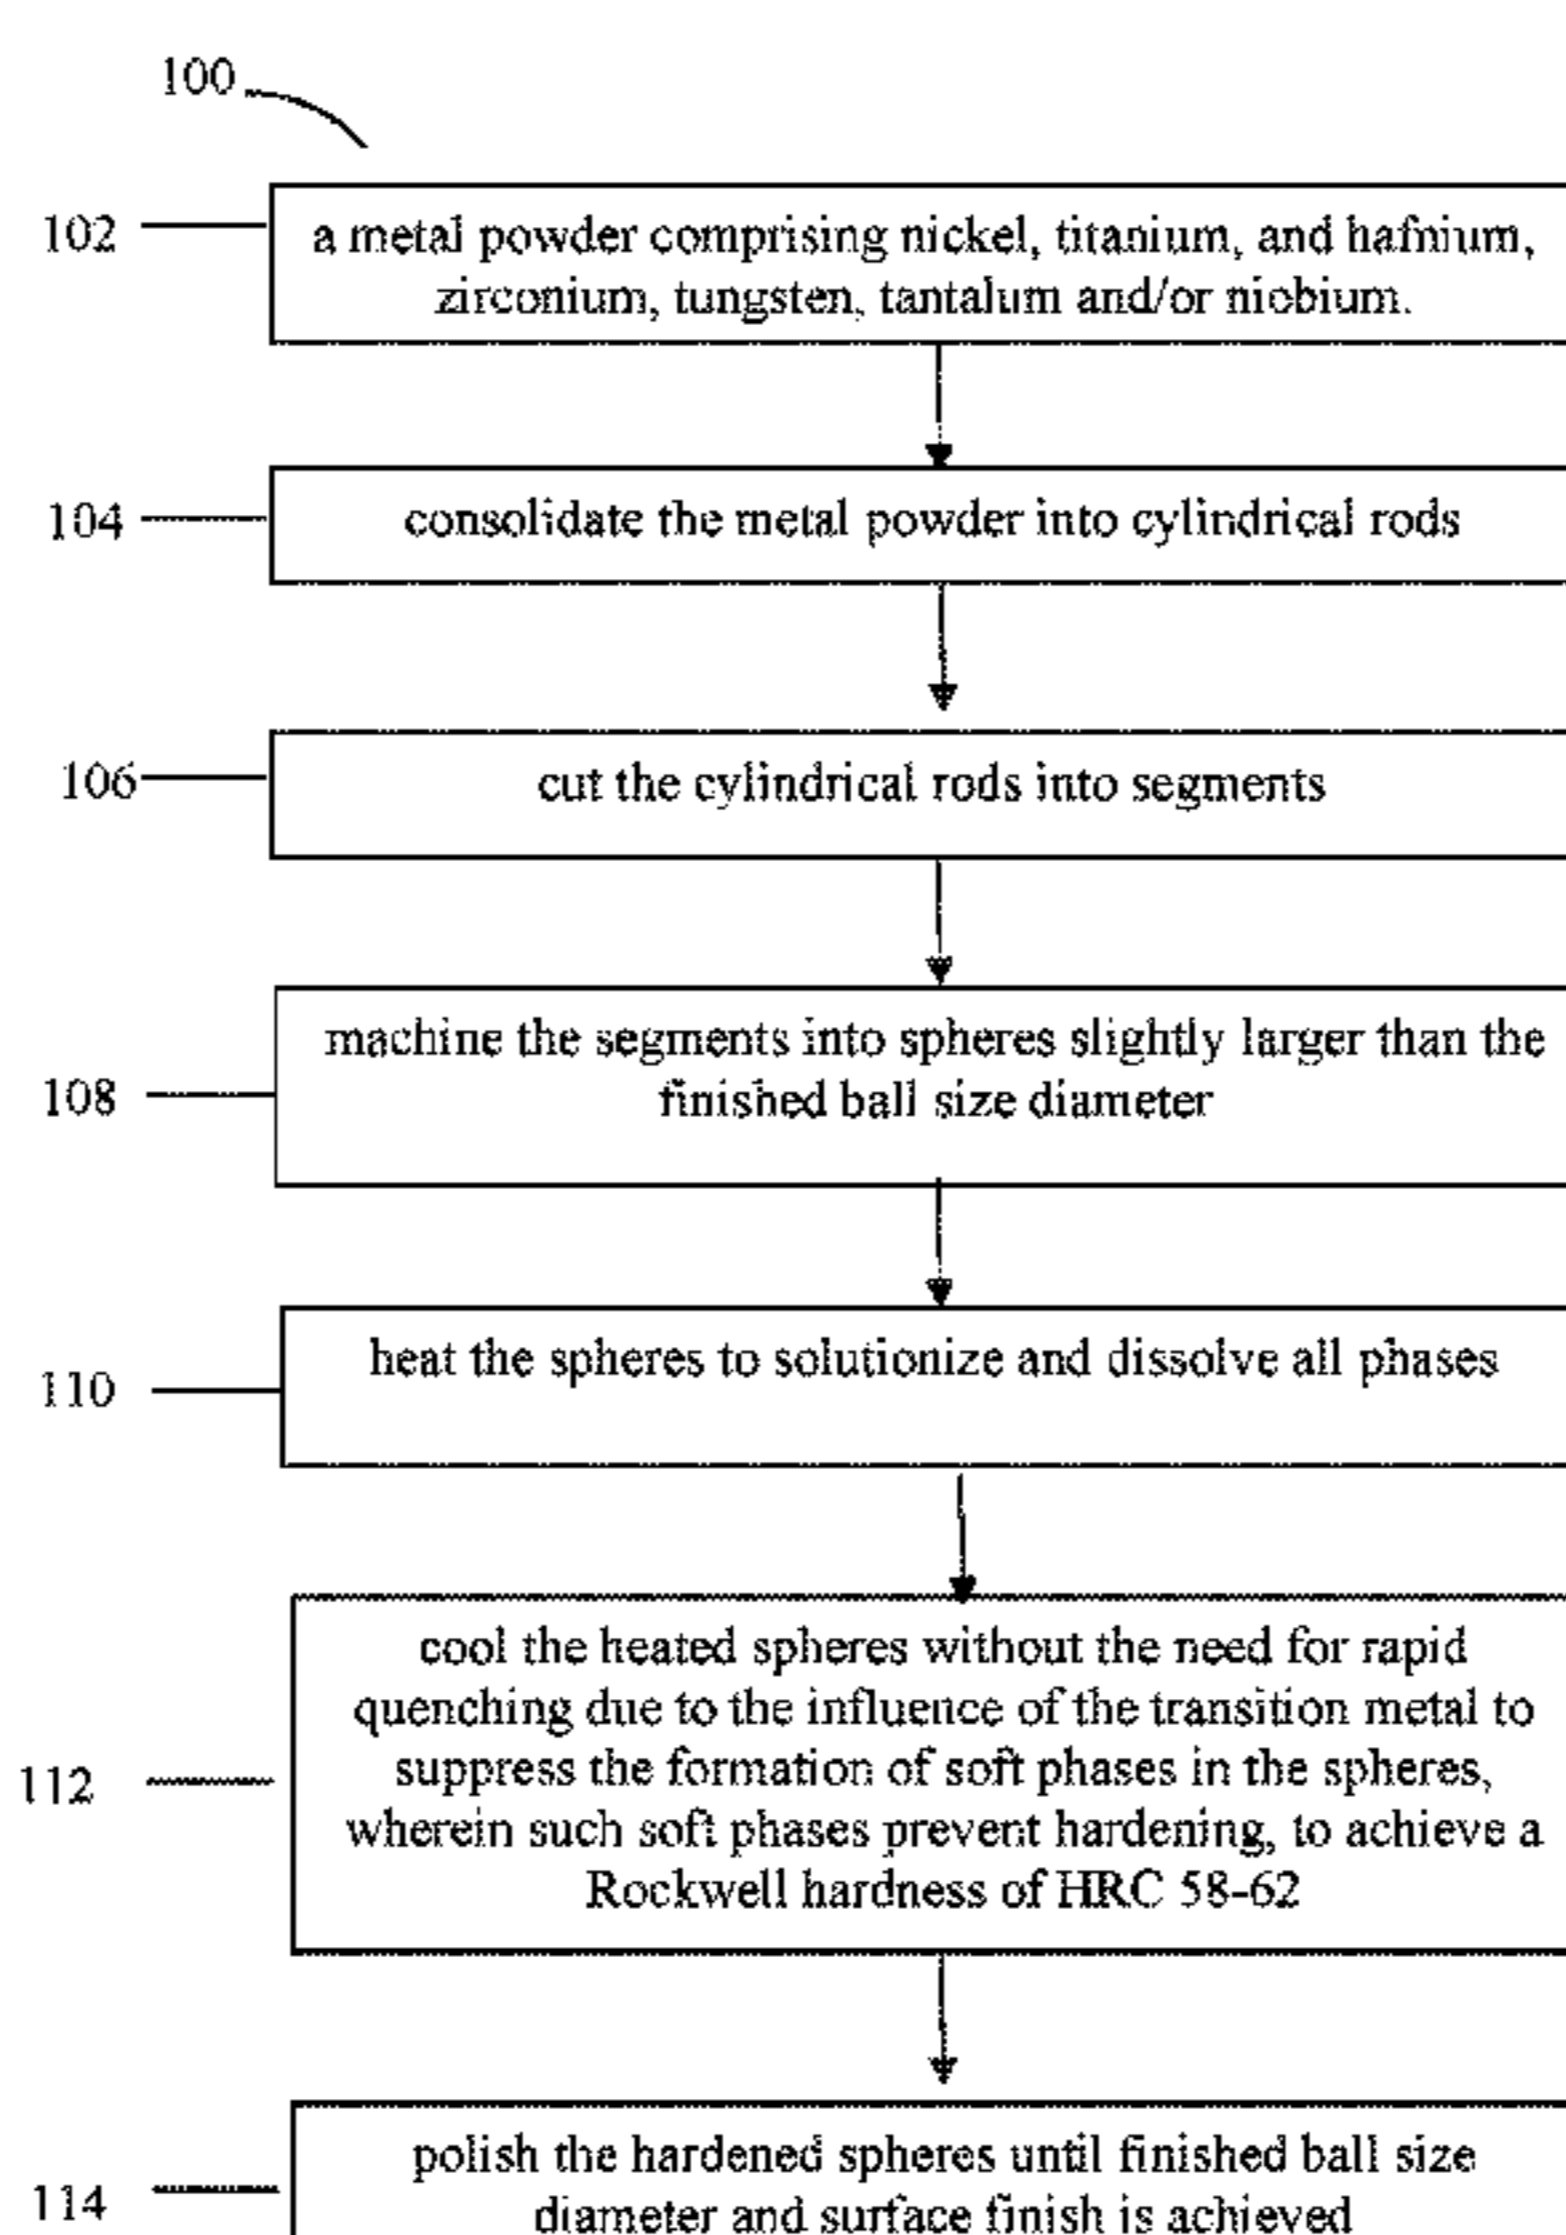 100
102
a metal powder comprising nickel, titanium, and hafnium,
zirconium, tungsten, tantalum and/or niobium.
104
consolidate the metal powder into cylindrical rods
106
cut the cylindrical rods into segments
machine the segments into spheres slightly larger than the
108
finished ball size diameter
heat the spheres to solutionize and dissolve all phases
110
cool the heated spheres without the need for rapid
quenching due to the influence of the transition metal to
suppress the formation of soft phases in the spheres,
112
wherein such soft phases prevent hardening, to achieve a
Rockwell hardness of HRC 58-62
polish the hardened spheres until finished ball size
114
diameter and surface finish is achieved